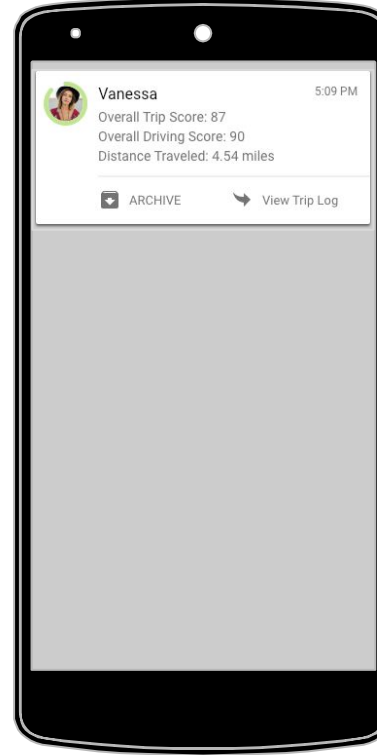 Vanessa
5:09 PM
Overall Trip Score: 87
Overall Driving Score: 90
Distance Traveled: 4.54 miles
ARCHIVE
View Trip Log